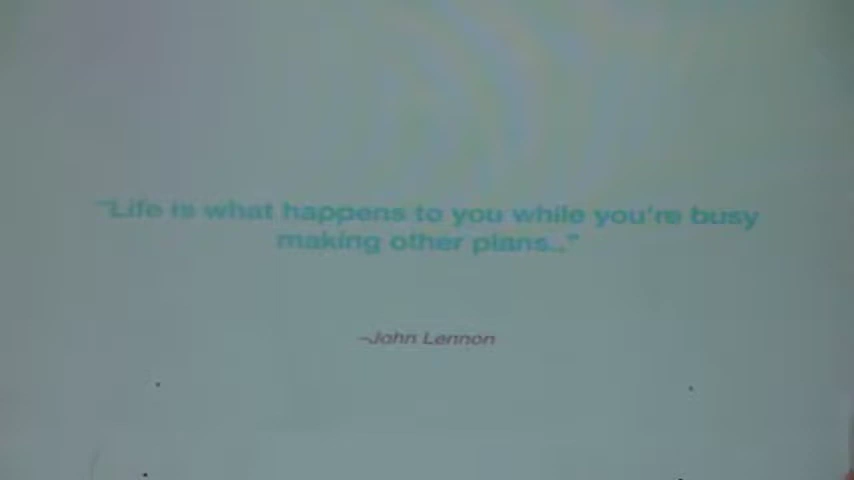 "Life is what happens to you while you're busy
making other plans.."
–John Lennon